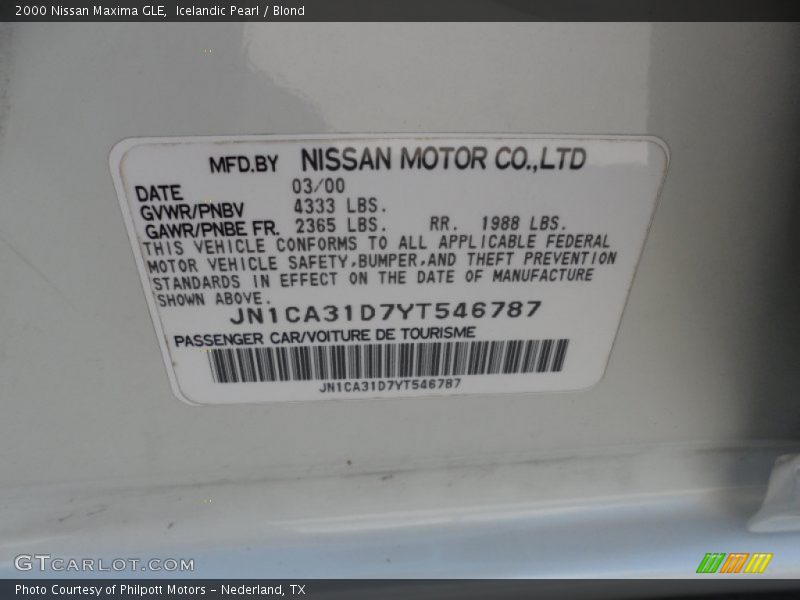 2000 Nissan Maxima GLE,  Icelandic Pearl / Blond
MFD.BY NISSAN MOTOR CO.,LTD
DATE 03/00
GVWR/PNBV 4333 LBS.
GAWR/PNBE FR. 2365 LBS. RR. 1988 LBS.
THIS VEHICLE CONFORMS TO ALL APPLICABLE FEDERAL
MOTOR VEHICLE SAFETY,BUMPER,AND THEFT PREVENTION
STANDARDS IN EFFECT ON THE DATE OF MANUFACTURE
SHOWN ABOVE.
JN1CA31D7YT546787
PASSENGER CAR/VOITURE DE TOURISME
JN1CA31D7YT546787
GTCARLOT.COM
Photo Courtesy of Philpott Motors - Nederland, TX